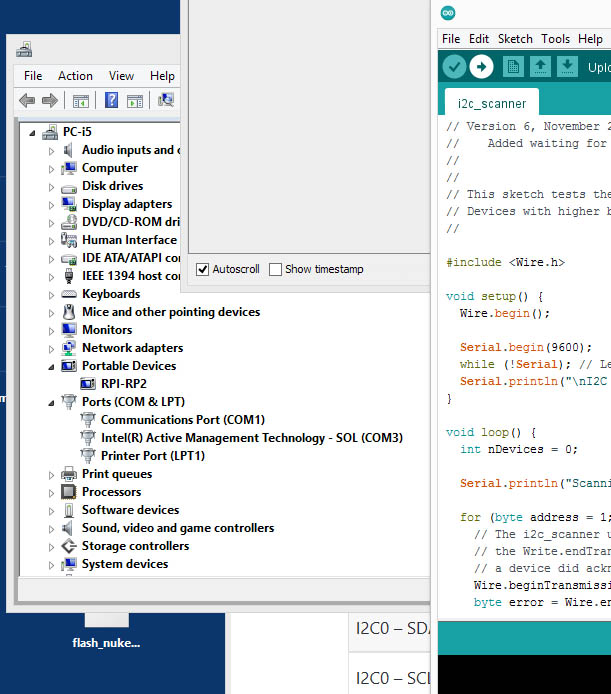 File Action View Help
PC-i5
Audio inputs and
Computer
Disk drives
Display adapters
DVD/CD-ROM
Human Interface
IDE ATA/ATAPI
IEEE 1394 host
Keyboards
Mice and other pointing devices
Monitors
Network adapters
Portable Devices
RPI-RP2
Ports (COM & LPT)
Communications Port (COM1)
Intel(R) Active Management Technology - SOL (COM3)
Printer Port (LPT1)
Print queues
Processors
Software devices
Sound, video and game controllers
Storage controllers
System devices
flash_nuke...
Autoscroll Show timestamp
I2C0 – SDA
I2C0 – SCL
File Edit Sketch Tools Help
Uplo
i2c_scanner
// Version 6, November 2
// Added waiting for
//
//
// This sketch tests the
// Devices with higher b
//
#include <Wire.h>
void setup() {
Wire.begin();
Serial.begin(9600);
while (!Serial); // Le
Serial.println("\nI2C
}
void loop() {
int nDevices = 0;
Serial.println("Scanni
for (byte address = 1;
// The i2c_scanner u
// the Write.endTran
// a device did ackn
Wire.beginTransmissi
byte error = Wire.en